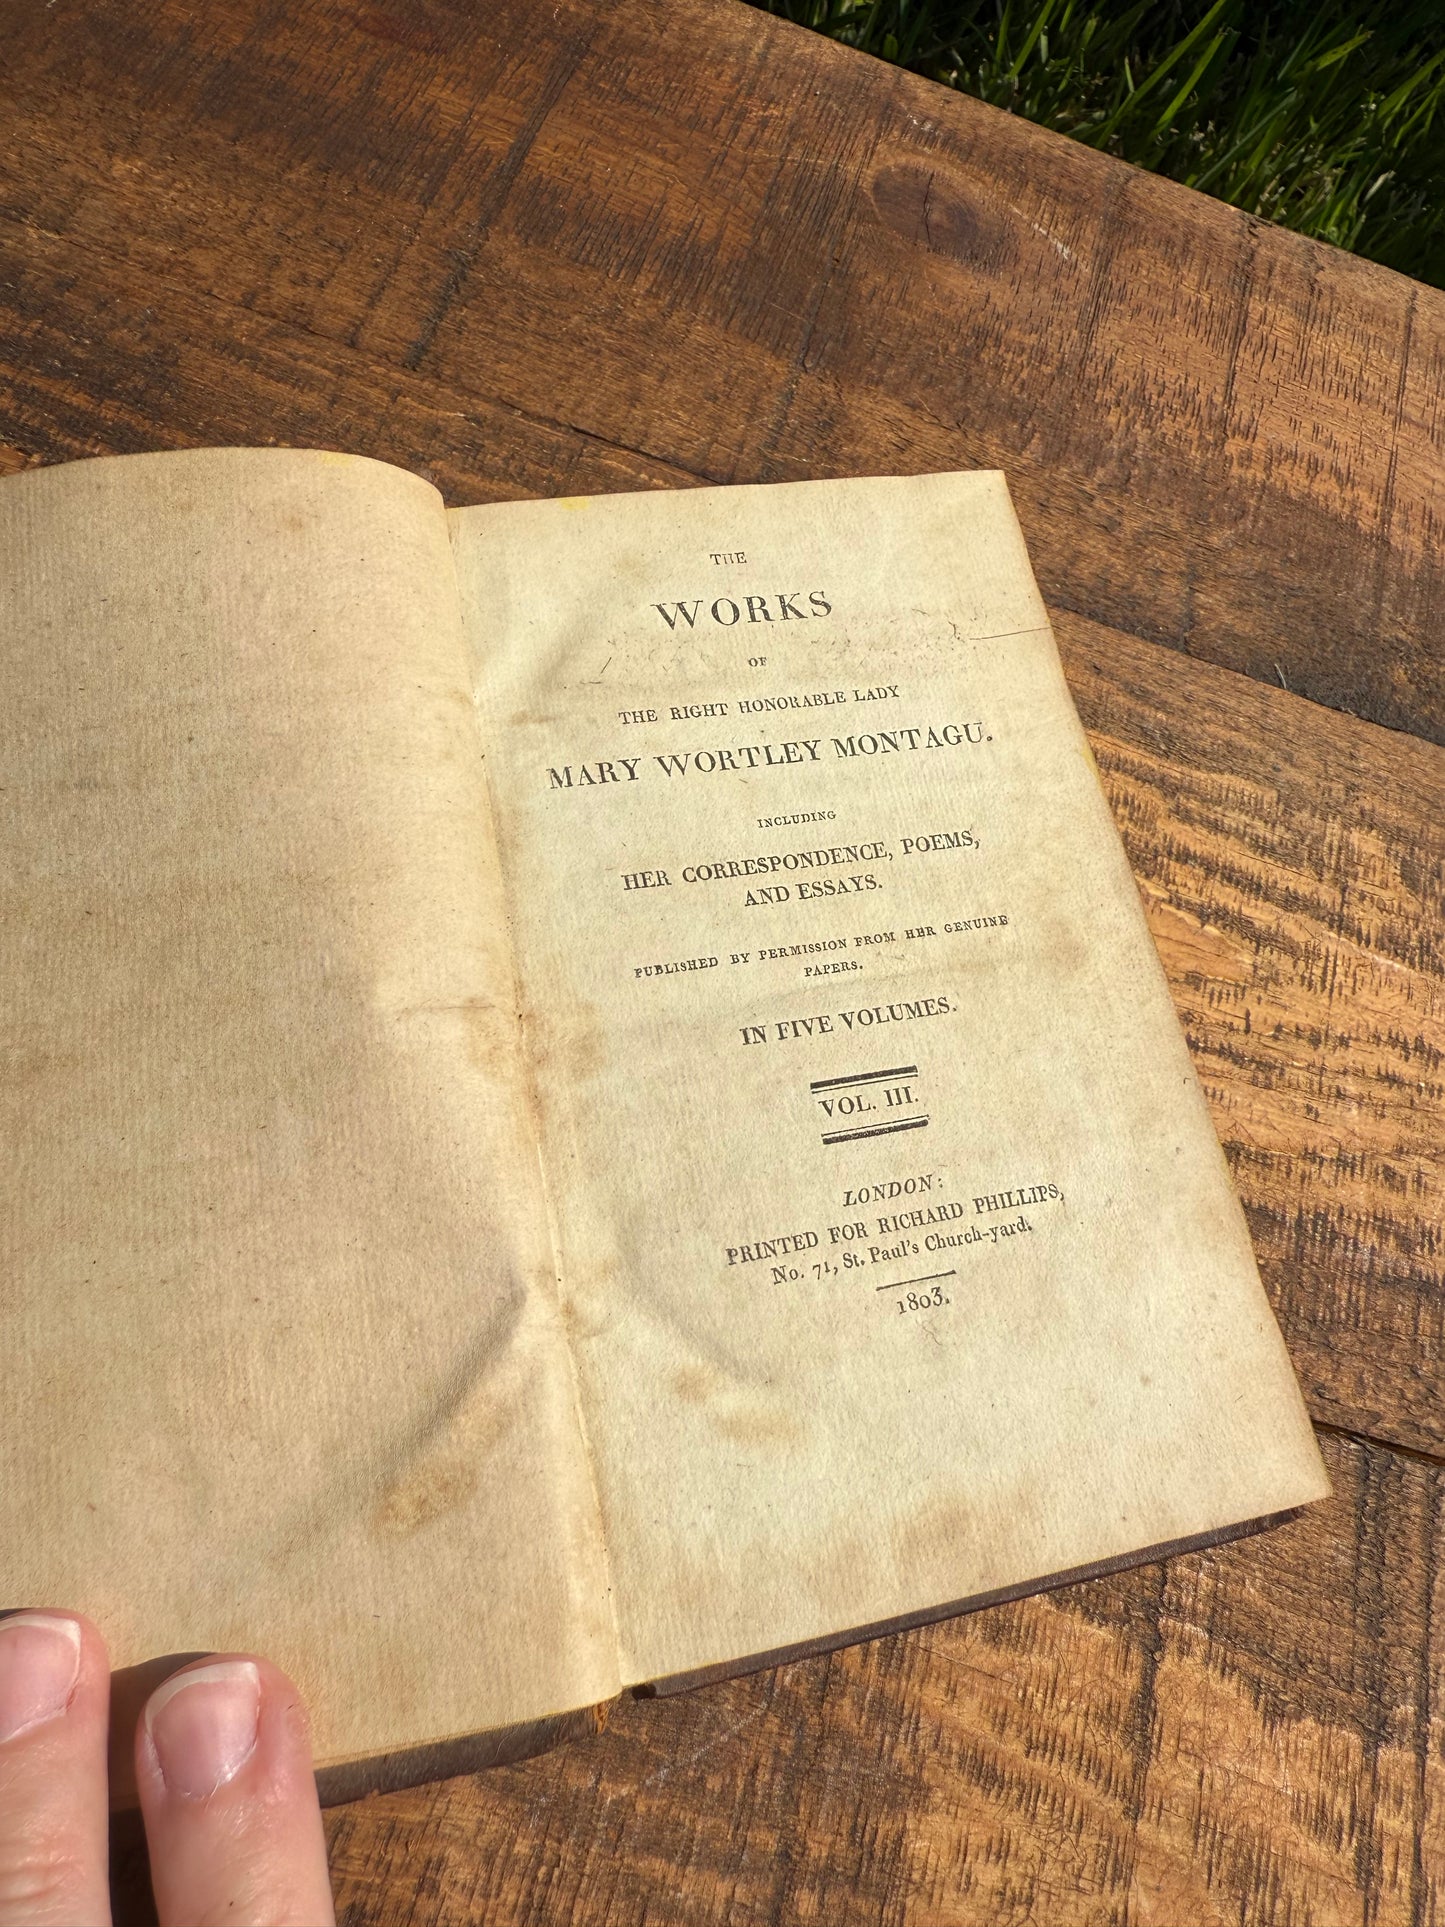 THE
WORKS
OF
THE RIGHT HONORABLE LADY
MARY WORTLEY MONTAGU.
INCLUDING
HER CORRESPONDENCE, POEMS,
AND ESSAYS.
PUBLISHED BY PERMISSION FROM HER GENUINE
PAPERS.
IN FIVE VOLUMES.
VOL. III.
LONDON:
PRINTED FOR RICHARD PHILLIPS,
No. 71, St. Paul's Church-yard.
1803.